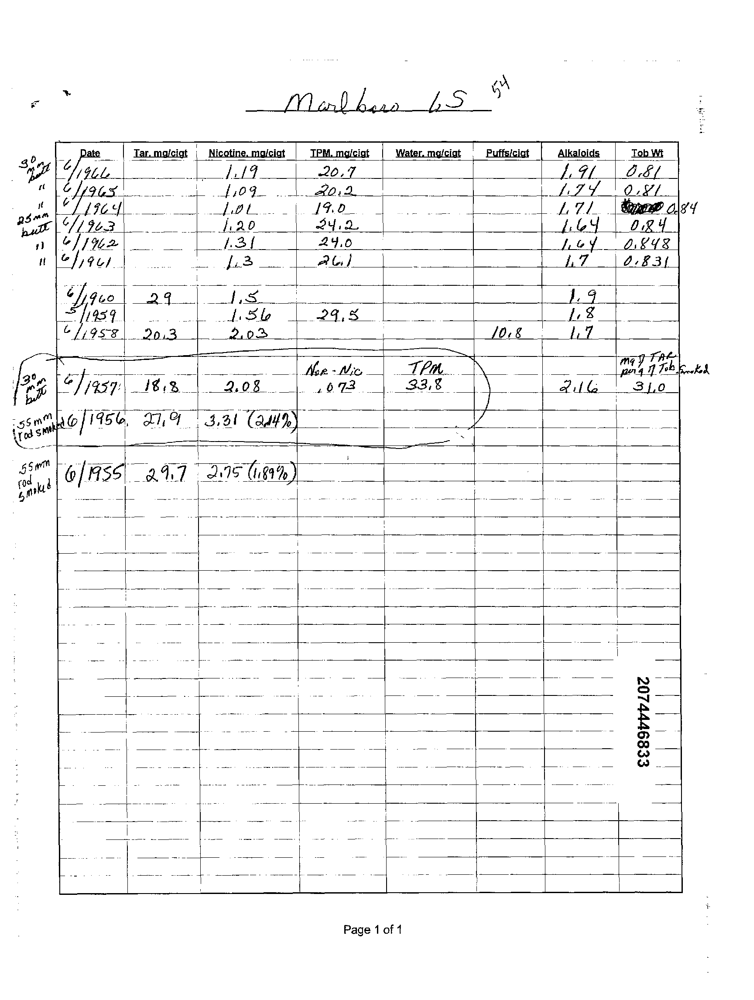 Marlboro LS 54
Date Tar, mg/cigt Nicotine, mg/cigt TPM, mg/cigt Water, mg/cigt Puffs/cigt Alkaloids Tob Wt
30 mm butt 6/1966 1.19 20.7 1.91 0.81
" 6/1965 1.09 20.2 1.74 0.81
" 6/1964 1.01 19.0 1.71 0.84
25 mm butt 6/1963 1.20 24.2 1.64 0.84
" 6/1962 1.31 24.0 1.64 0.848
" 6/1961 1.3 26.1 1.7 0.831
6/1960 29 1.5 1.9
5/1959 1.56 29.5 1.8
6/1958 20.3 2.03 10.8 1.7
Nor-Nic TPM mg of TAR per g of Tob Smoked
30 mm butt 6/1957 18.8 2.08 .073 33.8 2.16 31.0
55 mm rod smoked 6/1956 27.9 3.31 (2.14%)
55mm rod smoked 6/1955 29.7 2.75 (1.89%)
2074446833
Page 1 of 1